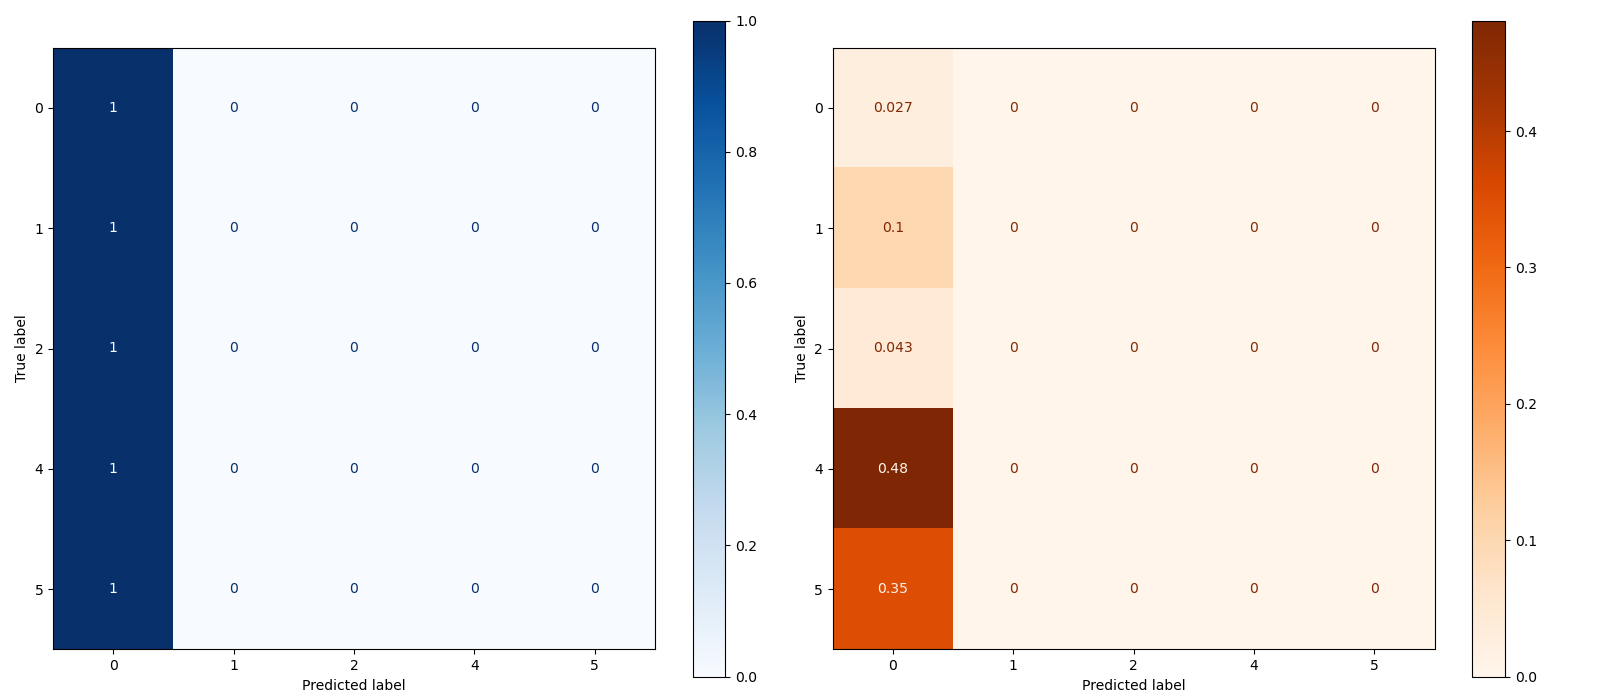 1.0
0 1 0 0 0 0
0.8
1 1 0 0 0 0
0.6
2 1 0 0 0 0
0.4
4 1 0 0 0 0
0.2
5 1 0 0 0 0
0.0
0 1 2 4 5
True label
Predicted label
0 0.027 0 0 0 0
0.4
1 0.1 0 0 0 0
0.3
2 0.043 0 0 0 0
0.2
4 0.48 0 0 0 0
0.1
5 0.35 0 0 0 0
0.0
0 1 2 4 5
True label
Predicted label